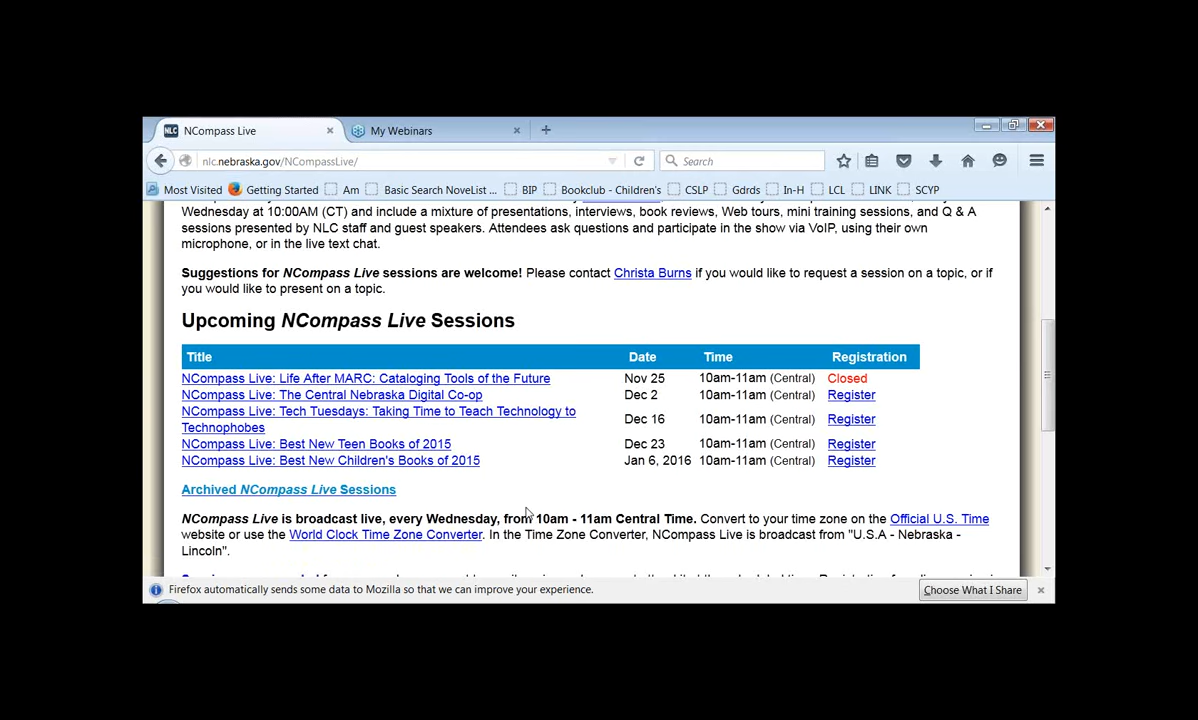 NCompass Live
My Webinars
nlc.nebraska.gov/NCompassLive/
Search
Most Visited Getting Started Am Basic Search NoveList ... BIP Bookclub - Children's CSLP Gdrds In-H LCL LINK SCYP
Wednesday at 10:00AM (CT) and include a mixture of presentations, interviews, book reviews, Web tours, mini training sessions, and Q & A
sessions presented by NLC staff and guest speakers. Attendees ask questions and participate in the show via VoIP, using their own
microphone, or in the live text chat.
Suggestions for NCompass Live sessions are welcome! Please contact Christa Burns if you would like to request a session on a topic, or if
you would like to present on a topic.
Upcoming NCompass Live Sessions
Title Date Time Registration
NCompass Live: Life After MARC: Cataloging Tools of the Future Nov 25 10am-11am (Central) Closed
NCompass Live: The Central Nebraska Digital Co-op Dec 2 10am-11am (Central) Register
NCompass Live: Tech Tuesdays: Taking Time to Teach Technology to
Technophobes Dec 16 10am-11am (Central) Register
NCompass Live: Best New Teen Books of 2015 Dec 23 10am-11am (Central) Register
NCompass Live: Best New Children's Books of 2015 Jan 6, 2016 10am-11am (Central) Register
Archived NCompass Live Sessions
NCompass Live is broadcast live, every Wednesday, from 10am - 11am Central Time. Convert to your time zone on the Official U.S. Time
website or use the World Clock Time Zone Converter. In the Time Zone Converter, NCompass Live is broadcast from "U.S.A - Nebraska -
Lincoln".
Firefox automatically sends some data to Mozilla so that we can improve your experience.
Choose What I Share